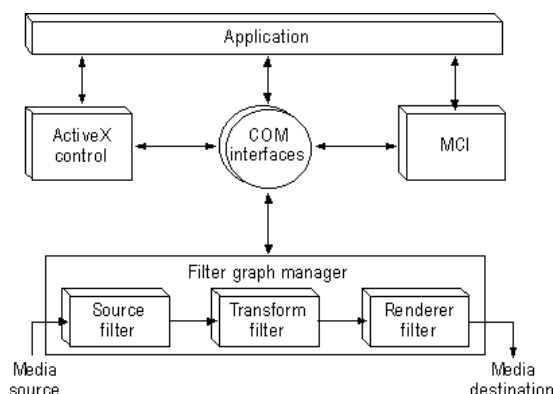 Application
ActiveX
control
COM
interfaces
MCI
Filter graph manager
Source
filter
Transform
filter
Renderer
filter
Media
source
Media
destination